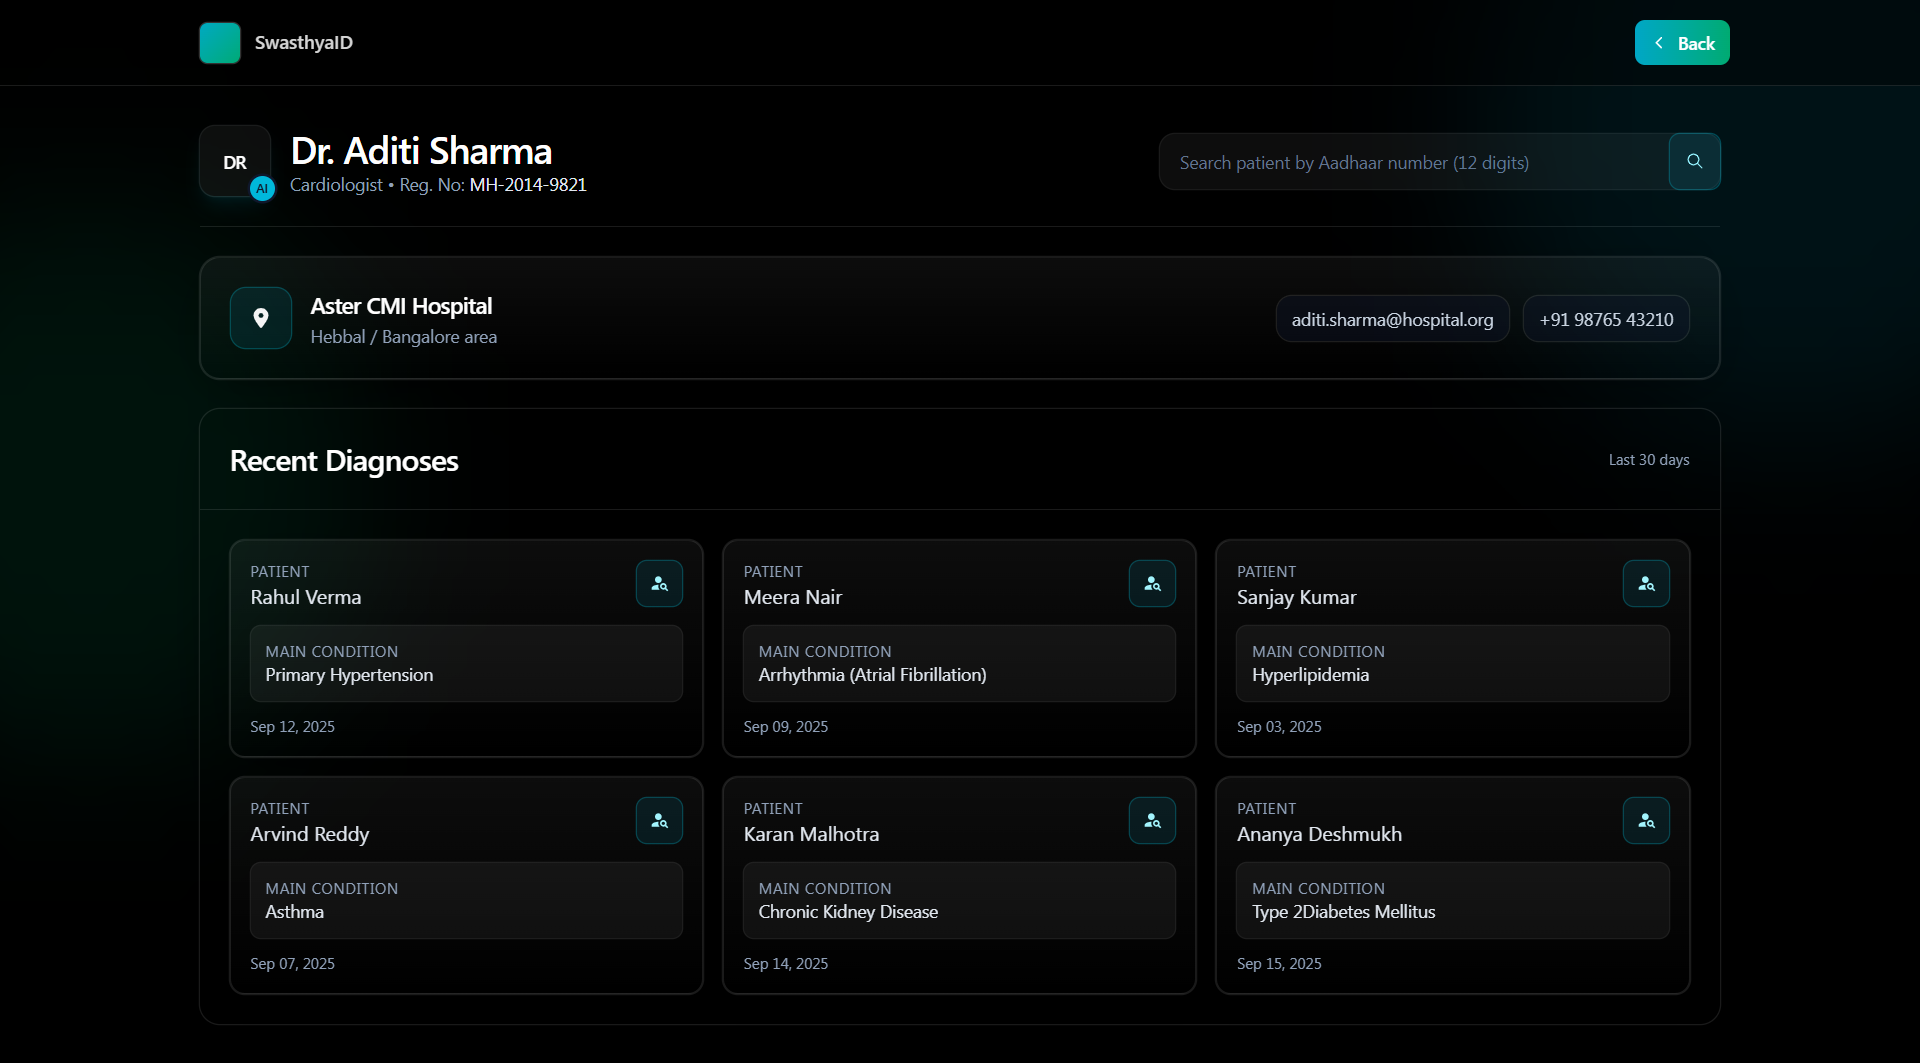 SwasthyaID
Back
DR
AI
Dr. Aditi Sharma
Cardiologist • Reg. No: MH-2014-9821
Search patient by Aadhaar number (12 digits)
Aster CMI Hospital
Hebbal / Bangalore area
aditi.sharma@hospital.org
+91 98765 43210
Recent Diagnoses
Last 30 days
PATIENT
Rahul Verma
MAIN CONDITION
Primary Hypertension
Sep 12, 2025
PATIENT
Meera Nair
MAIN CONDITION
Arrhythmia (Atrial Fibrillation)
Sep 09, 2025
PATIENT
Sanjay Kumar
MAIN CONDITION
Hyperlipidemia
Sep 03, 2025
PATIENT
Arvind Reddy
MAIN CONDITION
Asthma
Sep 07, 2025
PATIENT
Karan Malhotra
MAIN CONDITION
Chronic Kidney Disease
Sep 14, 2025
PATIENT
Ananya Deshmukh
MAIN CONDITION
Type 2Diabetes Mellitus
Sep 15, 2025